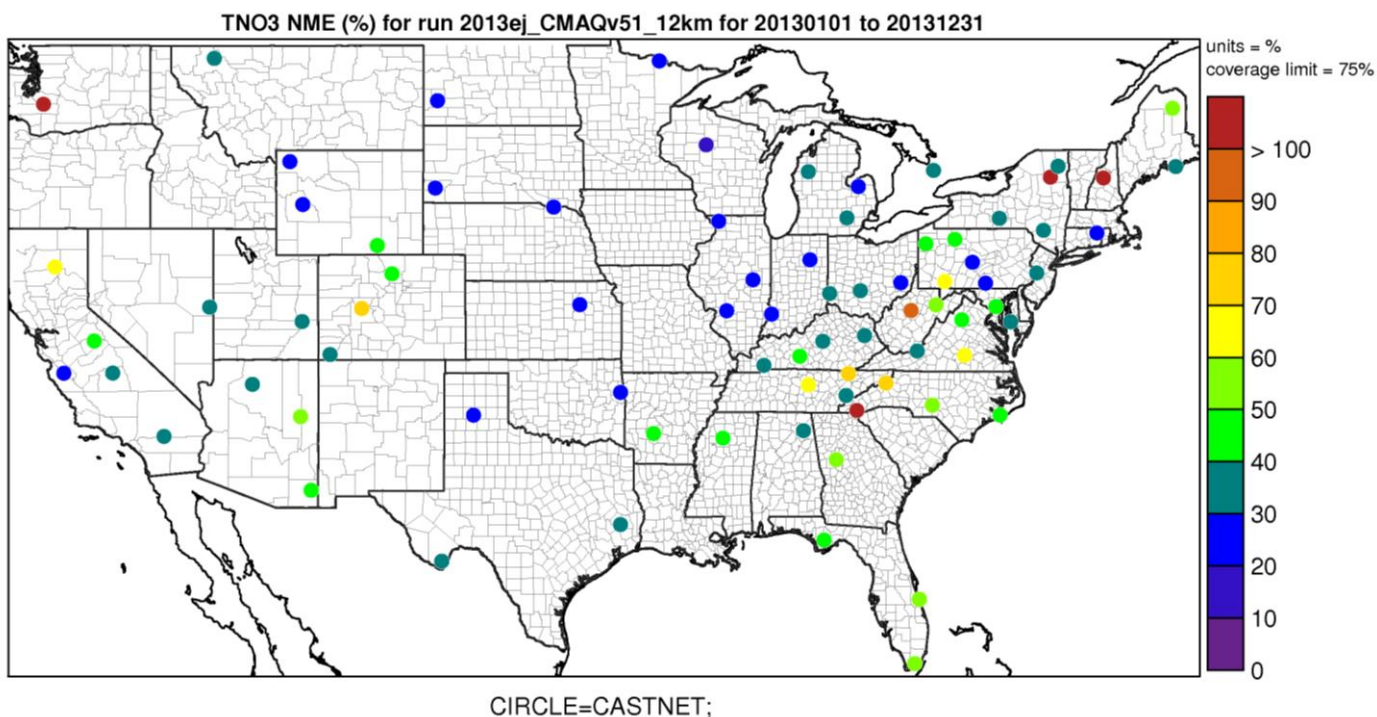 TNO3 NME (%) for run 2013ej_CMAQv51_12km for 20130101 to 20131231
units = %
coverage limit = 75%
> 100
90
80
70
60
50
40
30
20
10
0
CIRCLE=CASTNET;